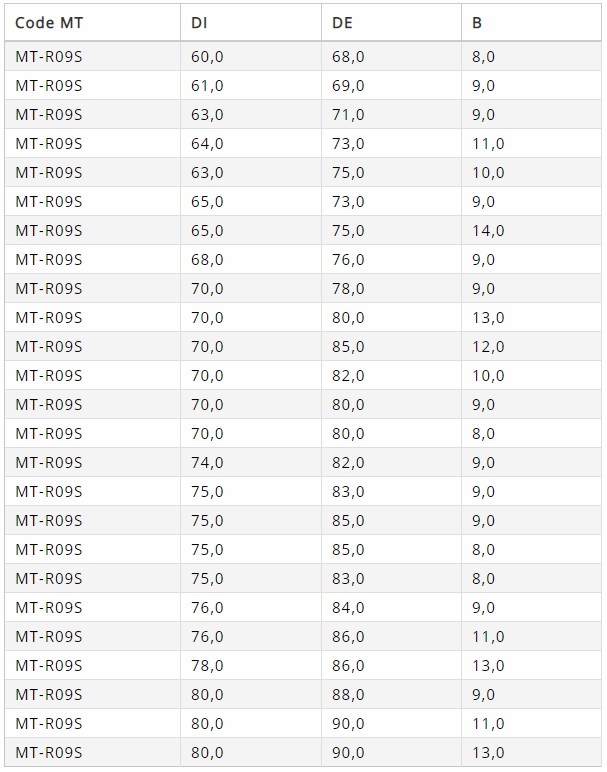 Code MT DI DE B
MT-R09S 60,0 68,0 8,0
MT-R09S 61,0 69,0 9,0
MT-R09S 63,0 71,0 9,0
MT-R09S 64,0 73,0 11,0
MT-R09S 63,0 75,0 10,0
MT-R09S 65,0 73,0 9,0
MT-R09S 65,0 75,0 14,0
MT-R09S 68,0 76,0 9,0
MT-R09S 70,0 78,0 9,0
MT-R09S 70,0 80,0 13,0
MT-R09S 70,0 85,0 12,0
MT-R09S 70,0 82,0 10,0
MT-R09S 70,0 80,0 9,0
MT-R09S 70,0 80,0 8,0
MT-R09S 74,0 82,0 9,0
MT-R09S 75,0 83,0 9,0
MT-R09S 75,0 85,0 9,0
MT-R09S 75,0 85,0 8,0
MT-R09S 75,0 83,0 8,0
MT-R09S 76,0 84,0 9,0
MT-R09S 76,0 86,0 11,0
MT-R09S 78,0 86,0 13,0
MT-R09S 80,0 88,0 9,0
MT-R09S 80,0 90,0 11,0
MT-R09S 80,0 90,0 13,0